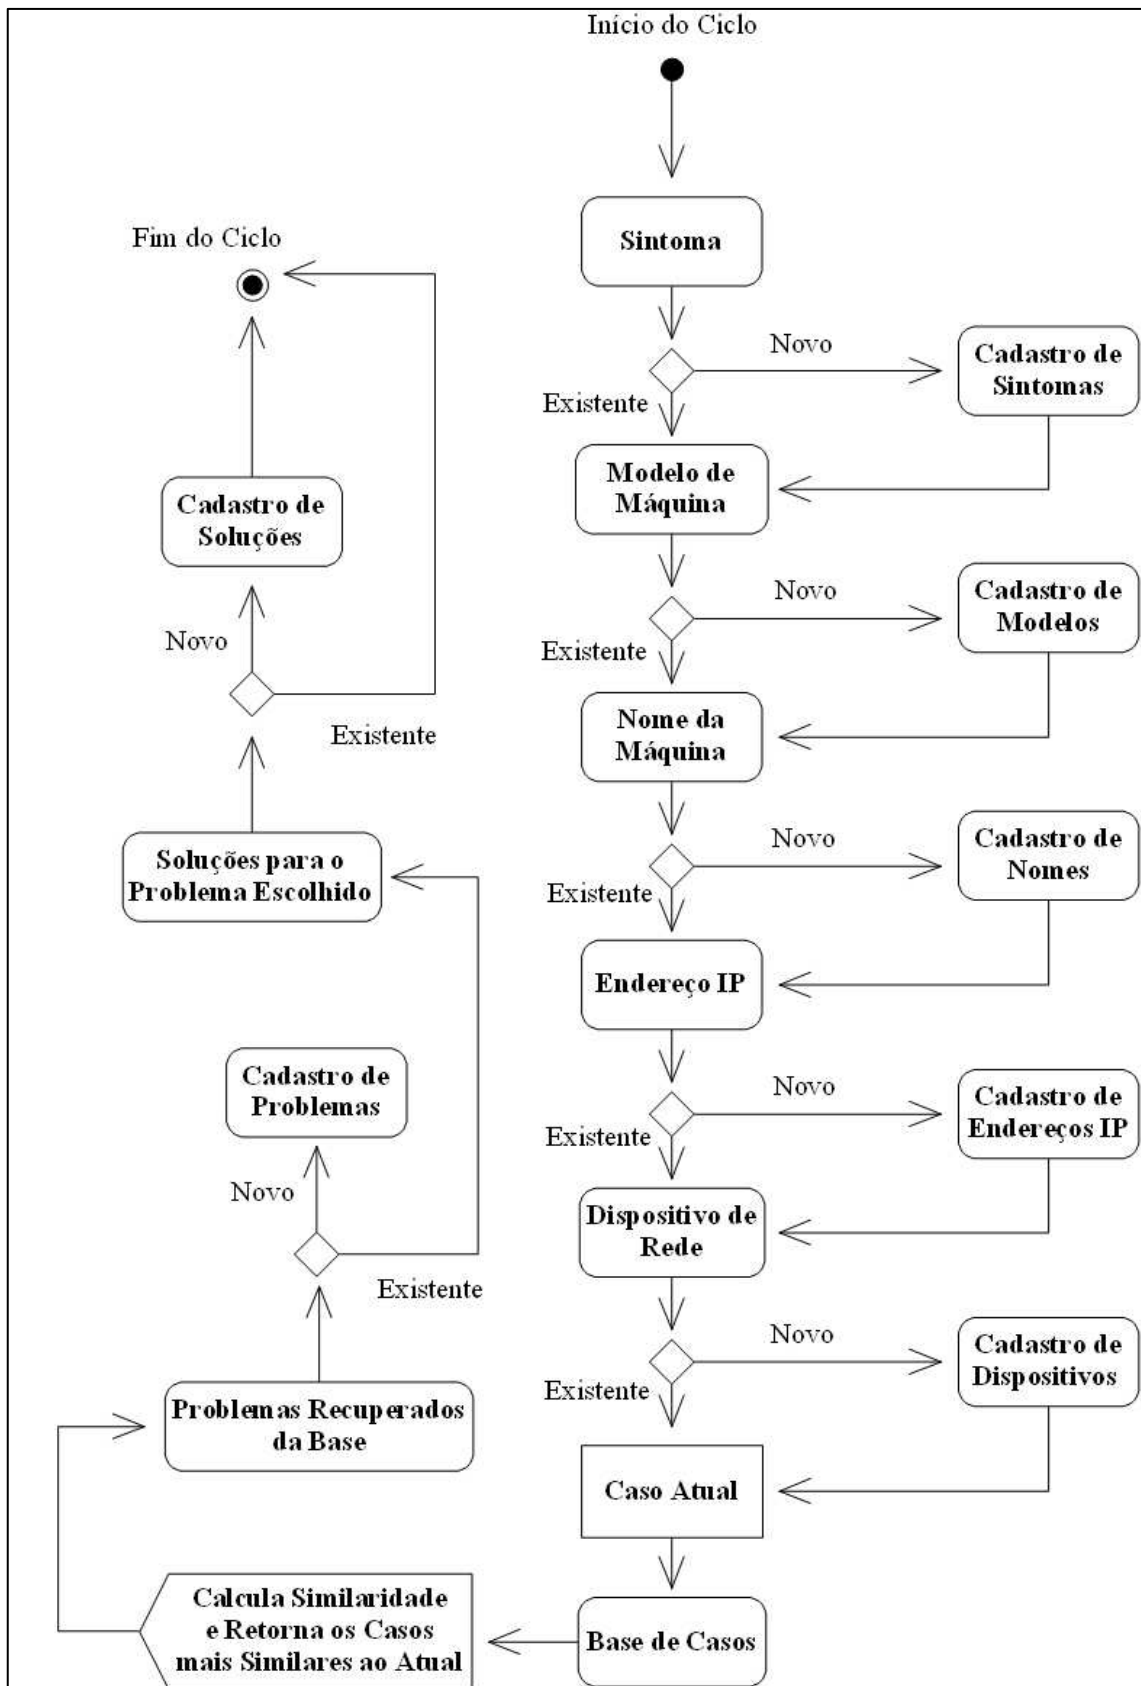 Início do Ciclo
Sintoma
Novo
Cadastro de
Sintomas
Existente
Modelo de
Máquina
Novo
Cadastro de
Modelos
Existente
Nome da
Máquina
Novo
Cadastro de
Nomes
Existente
Endereço IP
Novo
Cadastro de
Endereços IP
Existente
Dispositivo de
Rede
Novo
Cadastro de
Dispositivos
Existente
Caso Atual
Base de Casos
Calcula Similaridade
e Retorna os Casos
mais Similares ao Atual
Problemas Recuperados
da Base
Existente
Novo
Cadastro de
Problemas
Soluções para o
Problema Escolhido
Existente
Novo
Cadastro de
Soluções
Fim do Ciclo